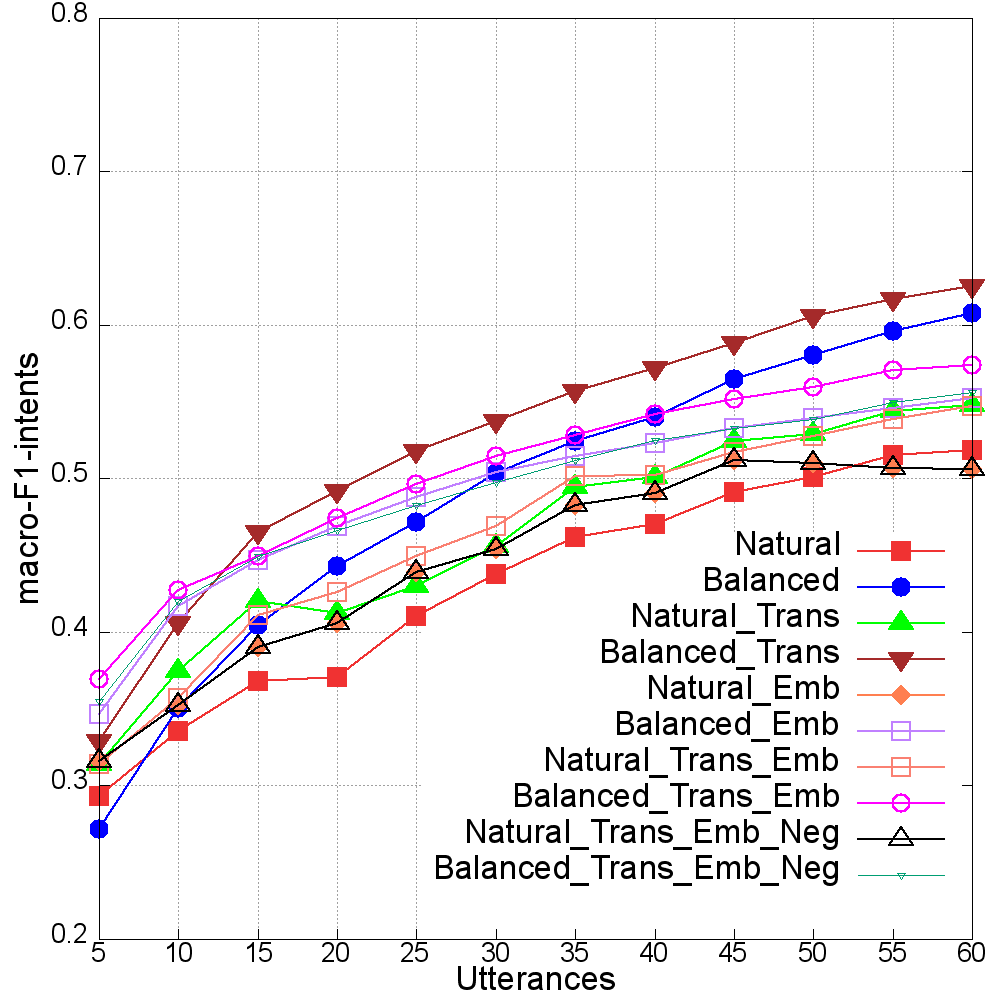 0.8
0.7
0.6
0.5
0.4
0.3
0.2
macro-F1-intents
Natural
Balanced
Natural_Trans
Balanced_Trans
Natural_Emb
Balanced_Emb
Natural_Trans_Emb
Balanced_Trans_Emb
Natural_Trans_Emb_Neg
Balanced_Trans_Emb_Neg
5 10 15 20 25 30 35 40 45 50 55 60
Utterances